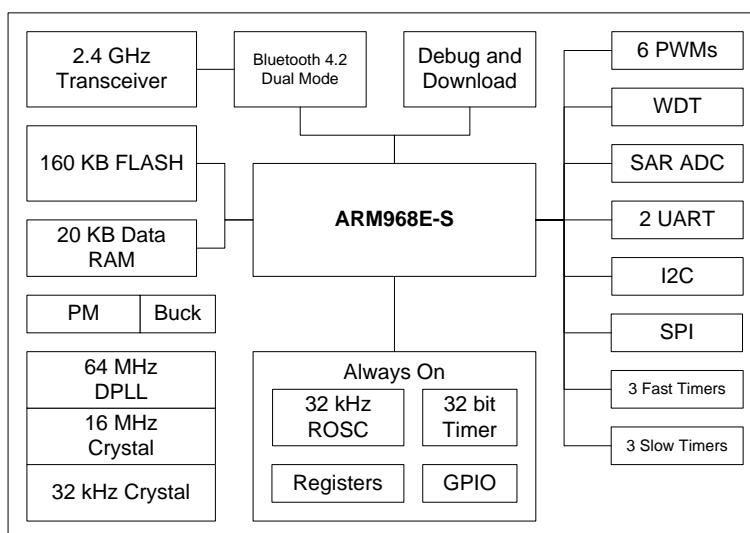 2.4 GHz
Transceiver
Bluetooth 4.2
Dual Mode
Debug and
Download
160 KB FLASH
20 KB Data
RAM
ARM968E-S
PM
Buck
64 MHz
DPLL
16 MHz
Crystal
32 kHz Crystal
Always On
32 kHz
ROSC
32 bit
Timer
Registers
GPIO
6 PWMs
WDT
SAR ADC
2 UART
I2C
SPI
3 Fast Timers
3 Slow Timers